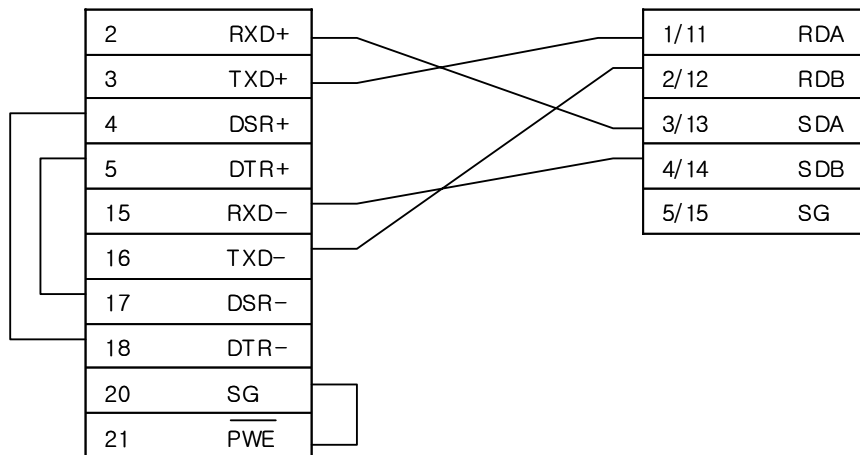 2 RXD+
3 TXD+
4 DSR+
5 DTR+
15 RXD-
16 TXD-
17 DSR-
18 DTR-
20 SG
21 PWE
1/11 RDA
2/12 RDB
3/13 SDA
4/14 SDB
5/15 SG